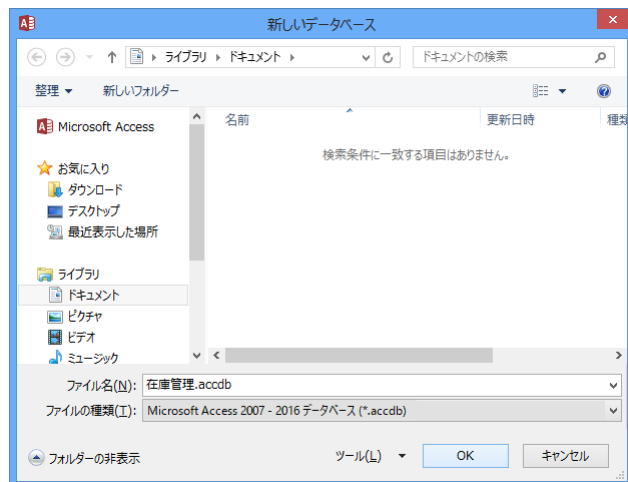 新しいデータベース
ライブラリ ドキュメント ドキュメントの検索
整理 新しいフォルダー
Microsoft Access
お気に入り
ダウンロード
デスクトップ
最近表示した場所
ライブラリ
ドキュメント
ピクチャ
ビデオ
ミュージック
名前 更新日時 種類
検索条件に一致する項目はありません。
ファイル名(N): 在庫管理.accdb
ファイルの種類(T): Microsoft Access 2007 - 2016 データベース (*.accdb)
フォルダーの非表示 ツール(L) OK キャンセル